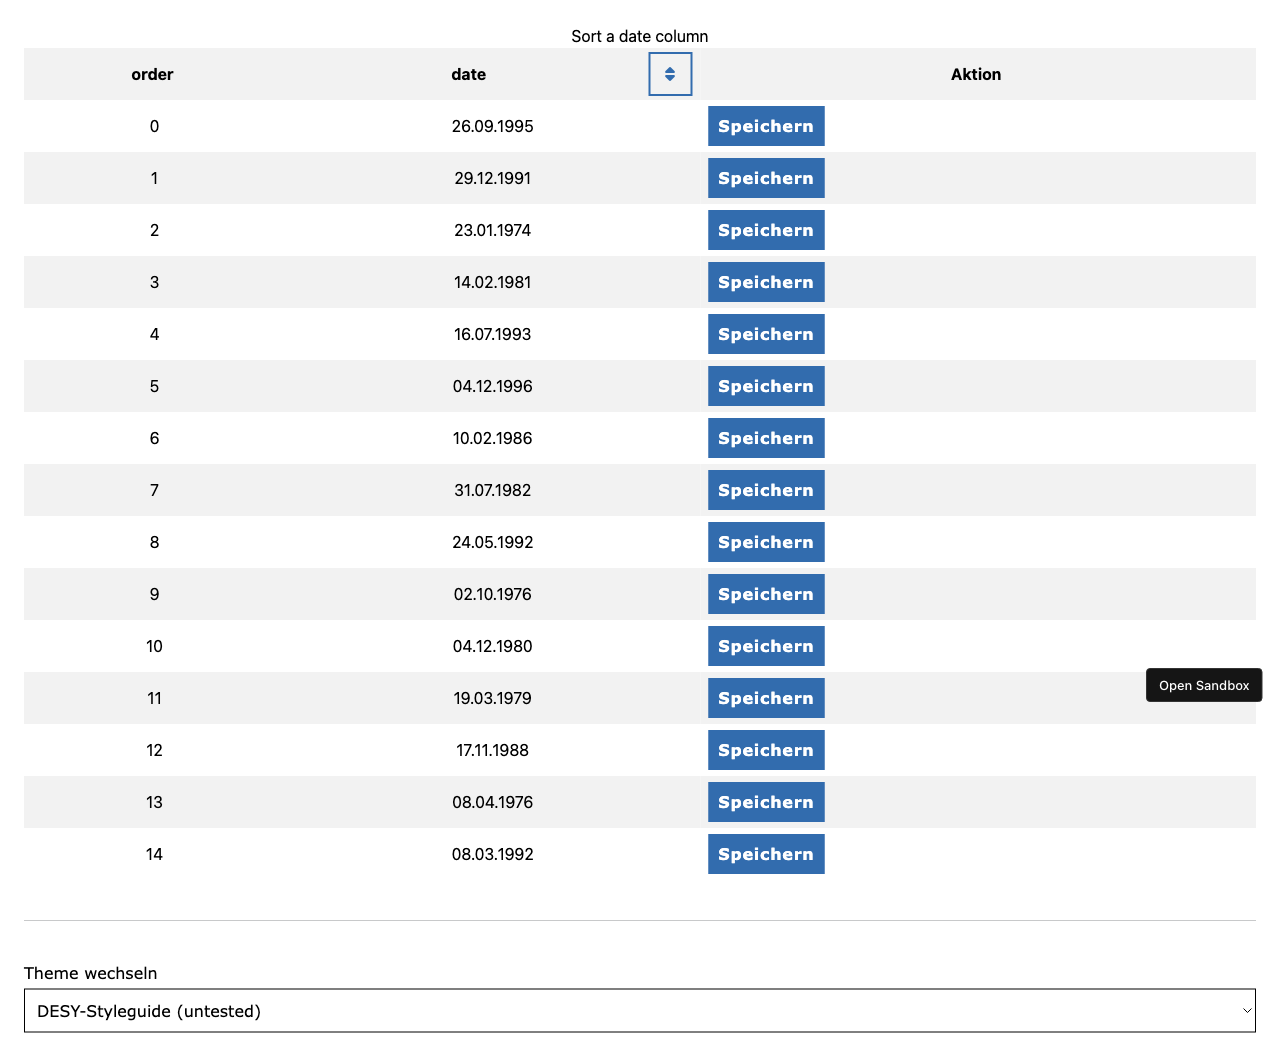 Sort a date column
order date Aktion
0 26.09.1995 Speichern
1 29.12.1991 Speichern
2 23.01.1974 Speichern
3 14.02.1981 Speichern
4 16.07.1993 Speichern
5 04.12.1996 Speichern
6 10.02.1986 Speichern
7 31.07.1982 Speichern
8 24.05.1992 Speichern
9 02.10.1976 Speichern
10 04.12.1980 Speichern
Open Sandbox
11 19.03.1979 Speichern
12 17.11.1988 Speichern
13 08.04.1976 Speichern
14 08.03.1992 Speichern
Theme wechseln
DESY-Styleguide (untested)